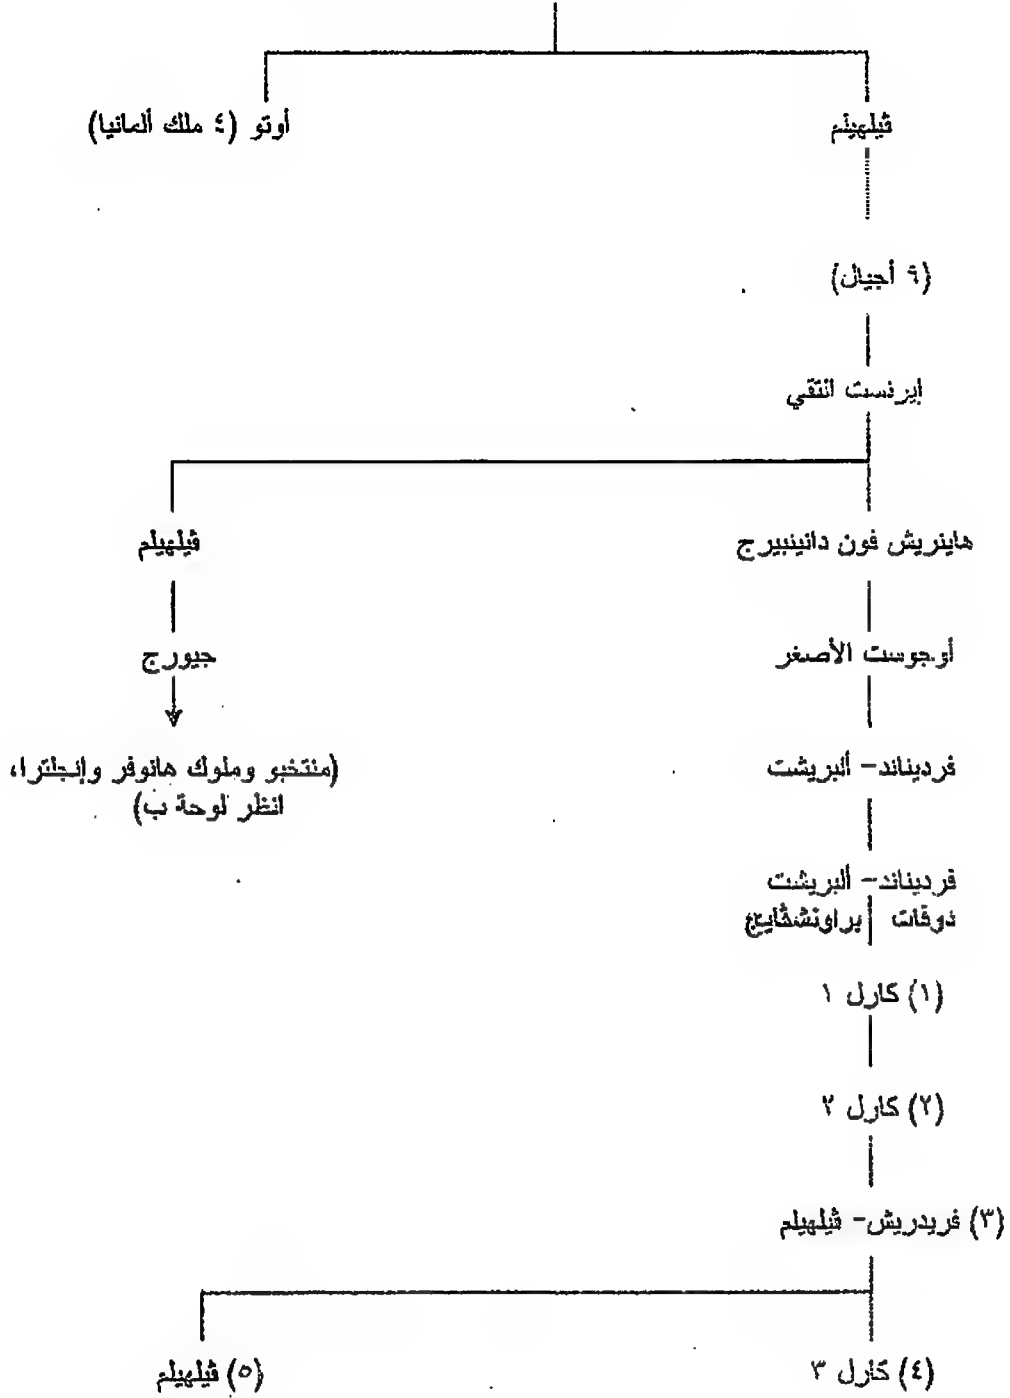 ڤيلهيلم
أوتو (٤ ملك ألمانيا)
(٩ أجيال)
إيرنست التقي
هاينريش فون دانينبيرج
ڤيلهيلم
أوجوست الأصغر
جيورج
فرديناند- ألبريشت
(منتخبو وملوك هانوفر وإنجلترا،
انظر لوحة ب)
فرديناند- ألبريشت
دوقات براونشڤايج
(١) كارل ١
(٢) كارل ٢
(٣) فريدريش- ڤيلهيلم
(٤) كارل ٣
(٥) ڤيلهيلم